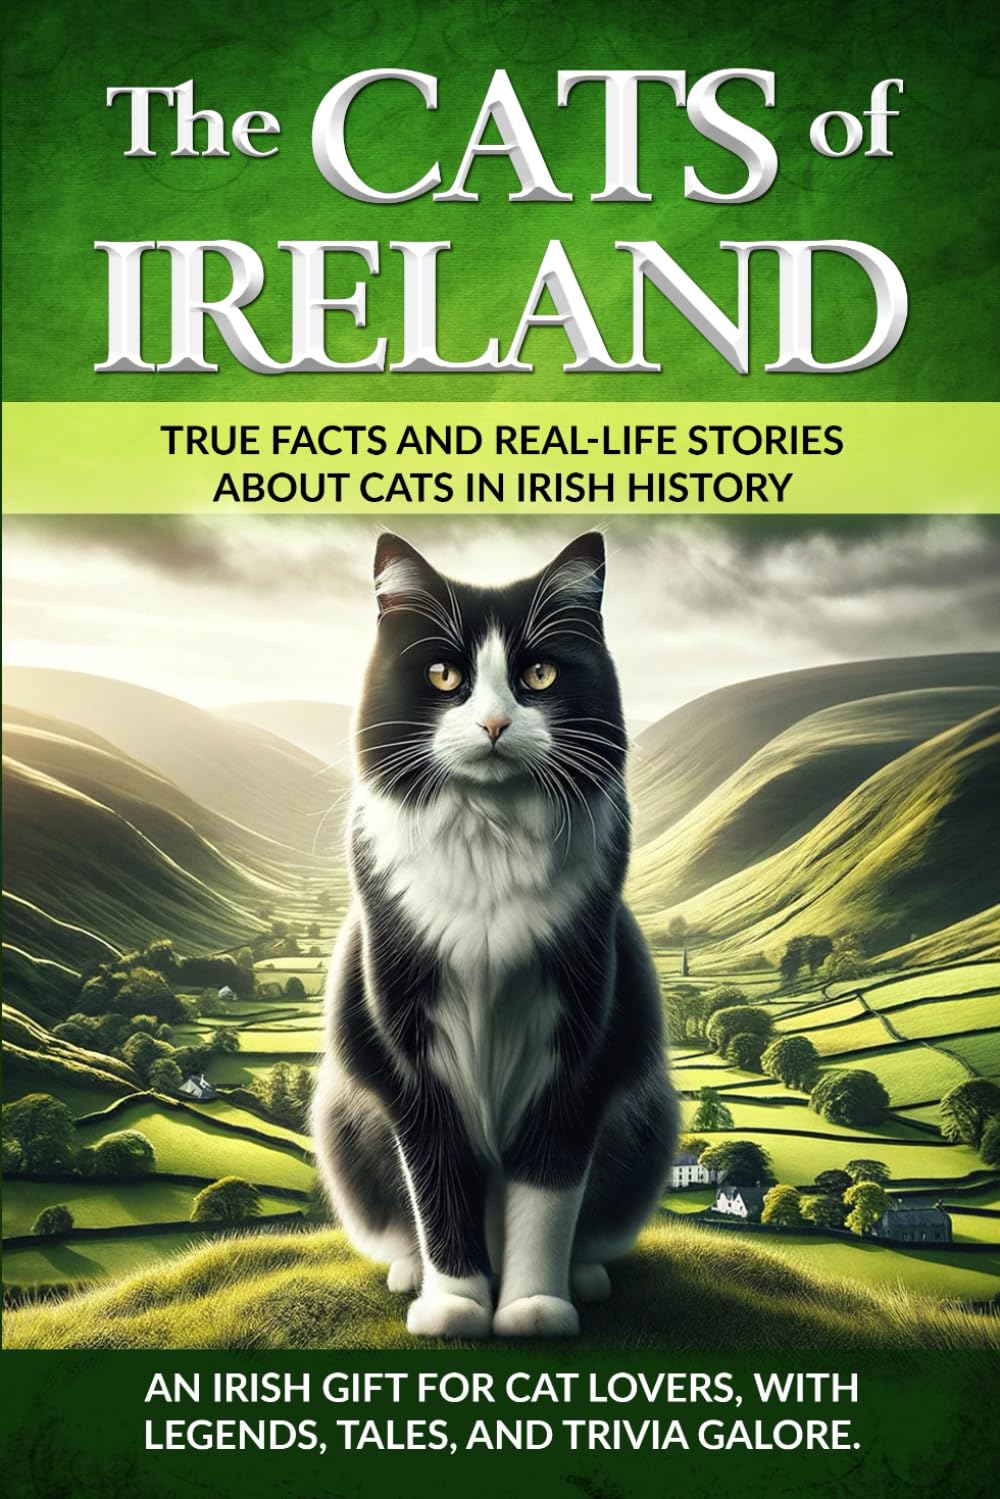 The CATS of
IRELAND
TRUE FACTS AND REAL-LIFE STORIES
ABOUT CATS IN IRISH HISTORY
AN IRISH GIFT FOR CAT LOVERS, WITH
LEGENDS, TALES, AND TRIVIA GALORE.